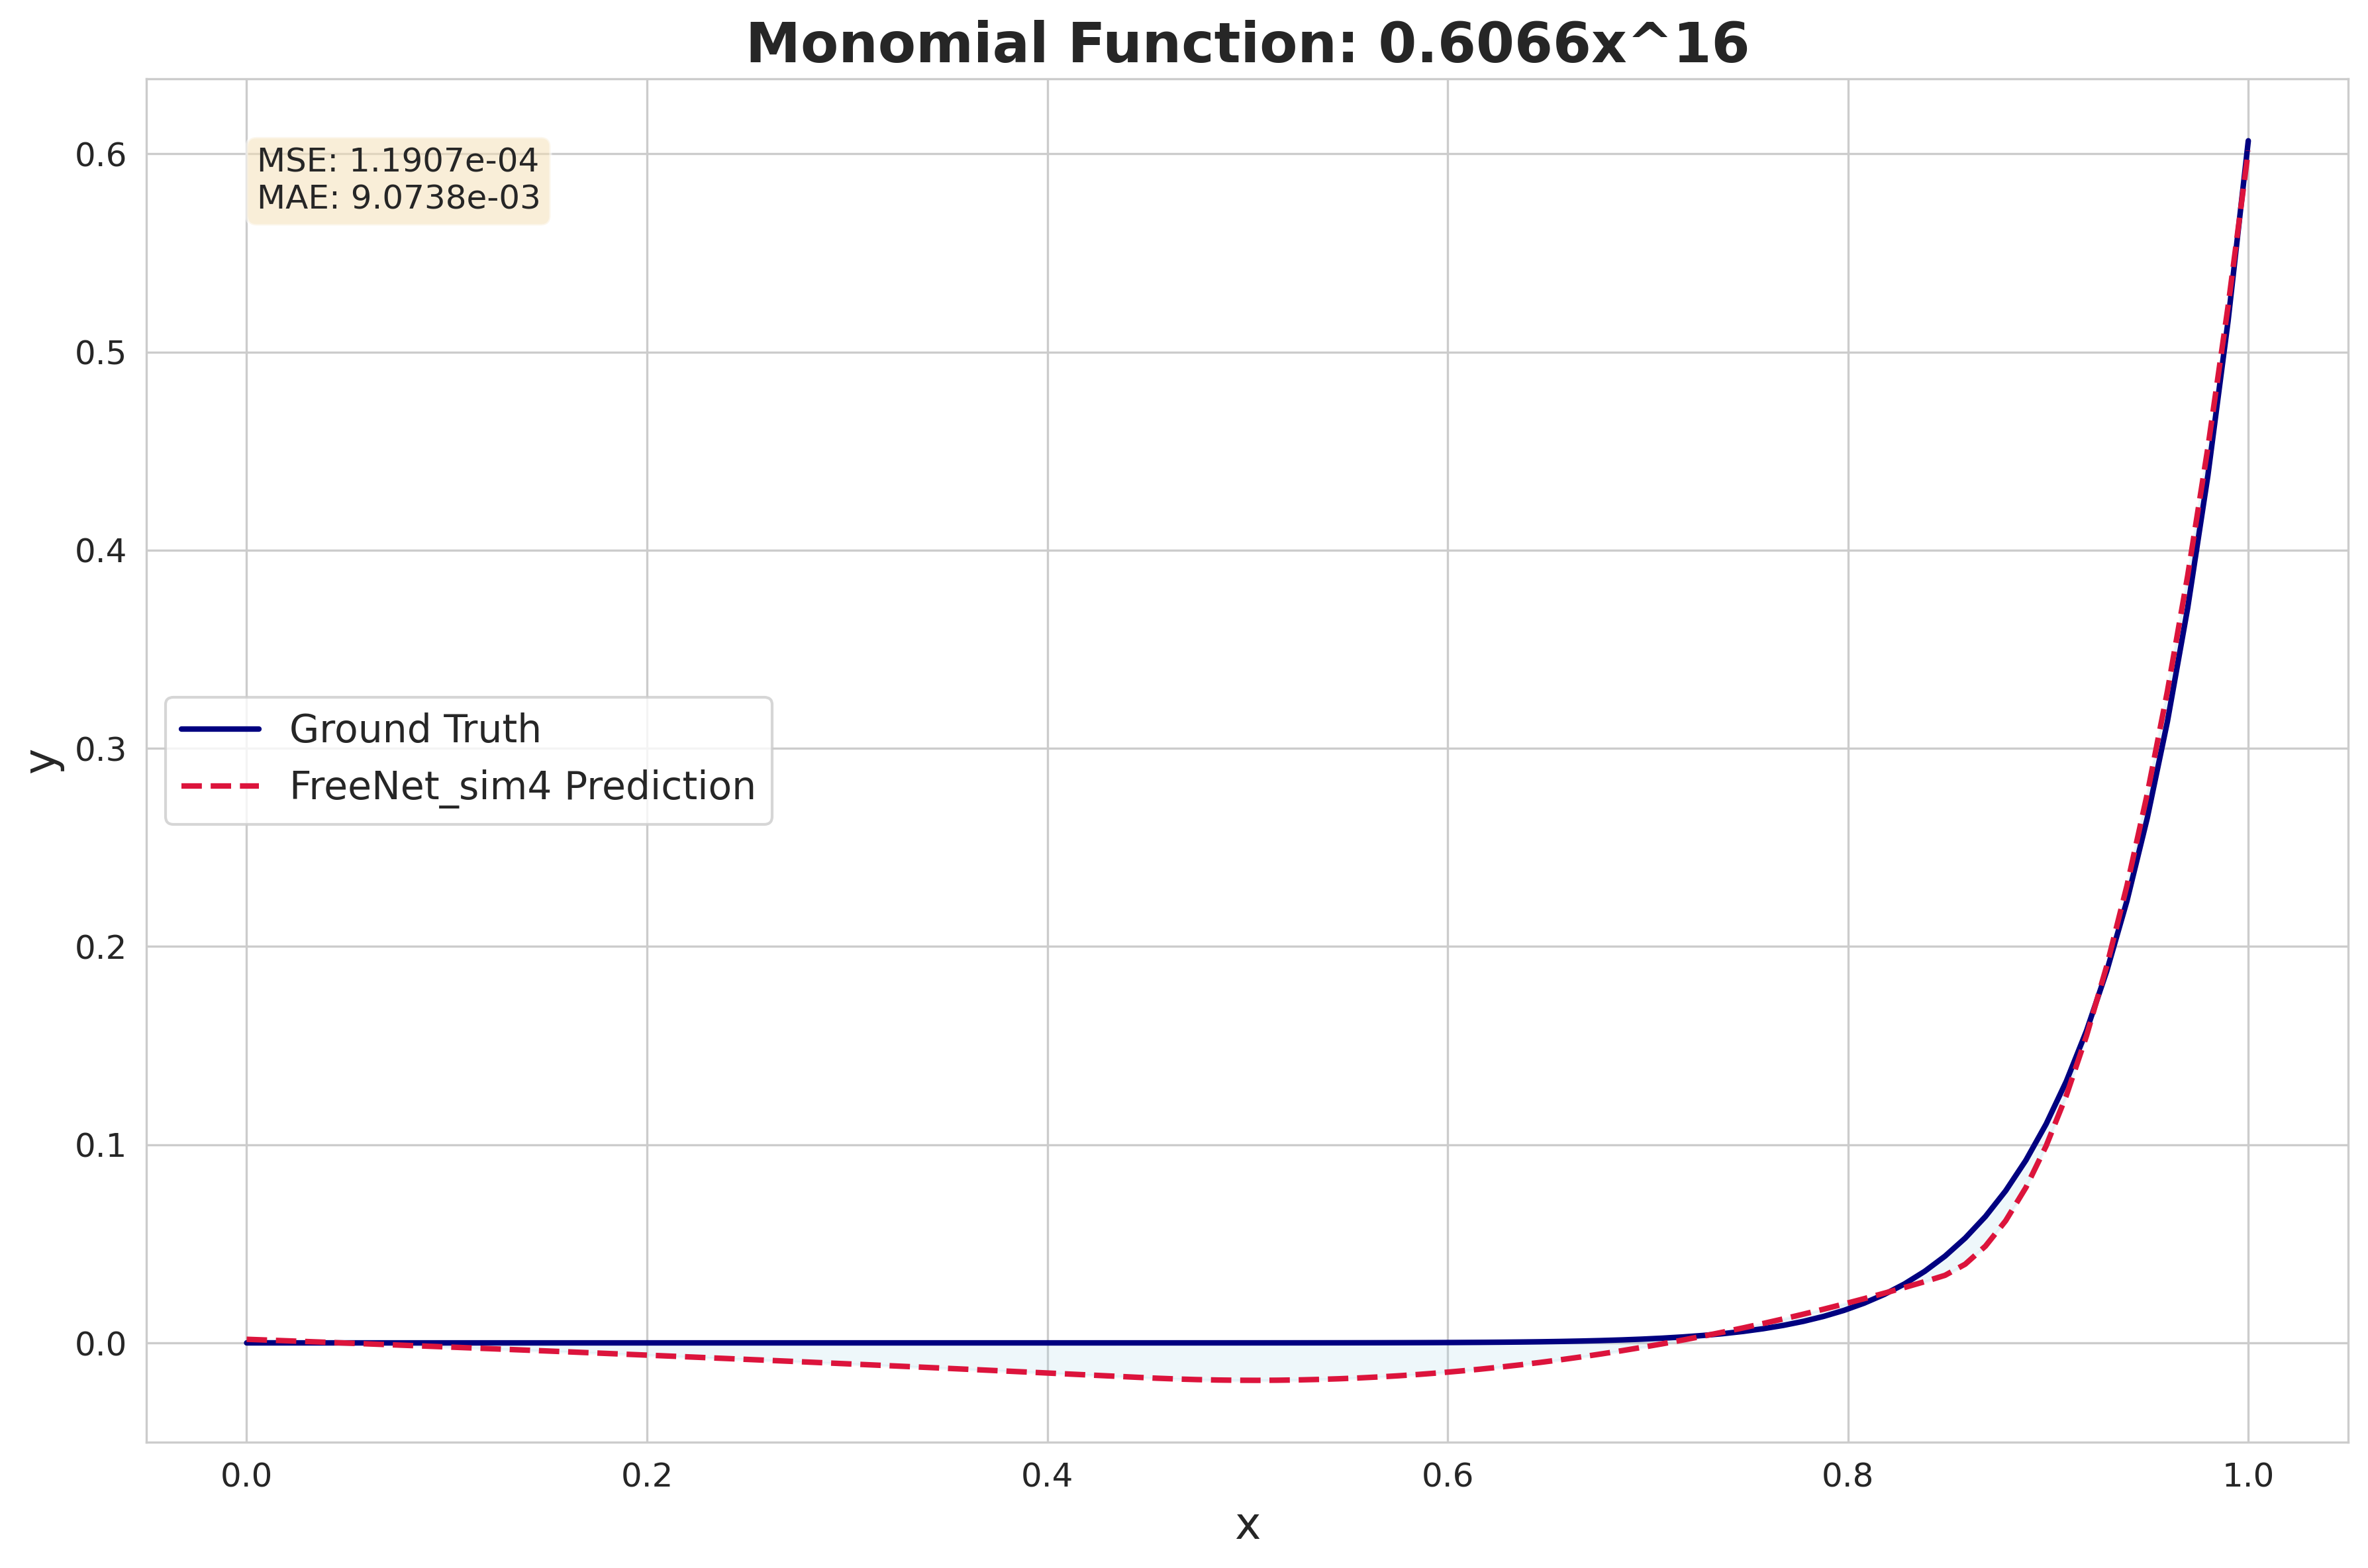 Monomial Function: 0.6066x^16
MSE: 1.1907e-04
MAE: 9.0738e-03
Ground Truth
FreeNet_sim4 Prediction
y
0.6
0.5
0.4
0.3
0.2
0.1
0.0
0.0 0.2 0.4 0.6 0.8 1.0
x